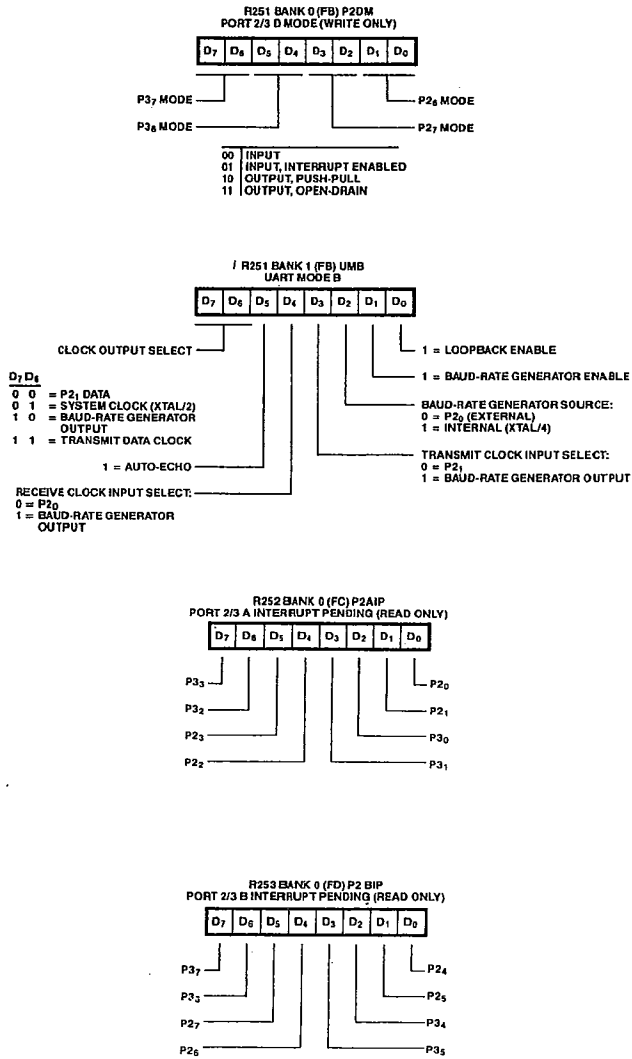 R251 BANK 0 (FB) P2DM
PORT 2/3 D MODE (WRITE ONLY)
D7 D6 D5 D4 D3 D2 D1 D0
P37 MODE
P26 MODE
P36 MODE
P27 MODE
00 INPUT
01 INPUT, INTERRUPT ENABLED
10 OUTPUT, PUSH-PULL
11 OUTPUT, OPEN-DRAIN
/ R251 BANK 1 (FB) UMB
UART MODE B
D7 D6 D5 D4 D3 D2 D1 D0
CLOCK OUTPUT SELECT
D7 D6
0 0 = P21 DATA
0 1 = SYSTEM CLOCK (XTAL/2)
1 0 = BAUD-RATE GENERATOR
OUTPUT
1 1 = TRANSMIT DATA CLOCK
1 = AUTO-ECHO
RECEIVE CLOCK INPUT SELECT:
0 = P20
1 = BAUD-RATE GENERATOR
OUTPUT
1 = LOOPBACK ENABLE
1 = BAUD-RATE GENERATOR ENABLE
BAUD-RATE GENERATOR SOURCE:
0 = P20 (EXTERNAL)
1 = INTERNAL (XTAL/4)
TRANSMIT CLOCK INPUT SELECT:
0 = P21
1 = BAUD-RATE GENERATOR OUTPUT
R252 BANK 0 (FC) P2AIP
PORT 2/3 A INTERRUPT PENDING (READ ONLY)
D7 D6 D5 D4 D3 D2 D1 D0
P33
P20
P32
P21
P23
P30
P22
P31
R253 BANK 0 (FD) P2 BIP
PORT 2/3 B INTERRUPT PENDING (READ ONLY)
D7 D6 D5 D4 D3 D2 D1 D0
P37
P24
P33
P25
P27
P34
P26
P35